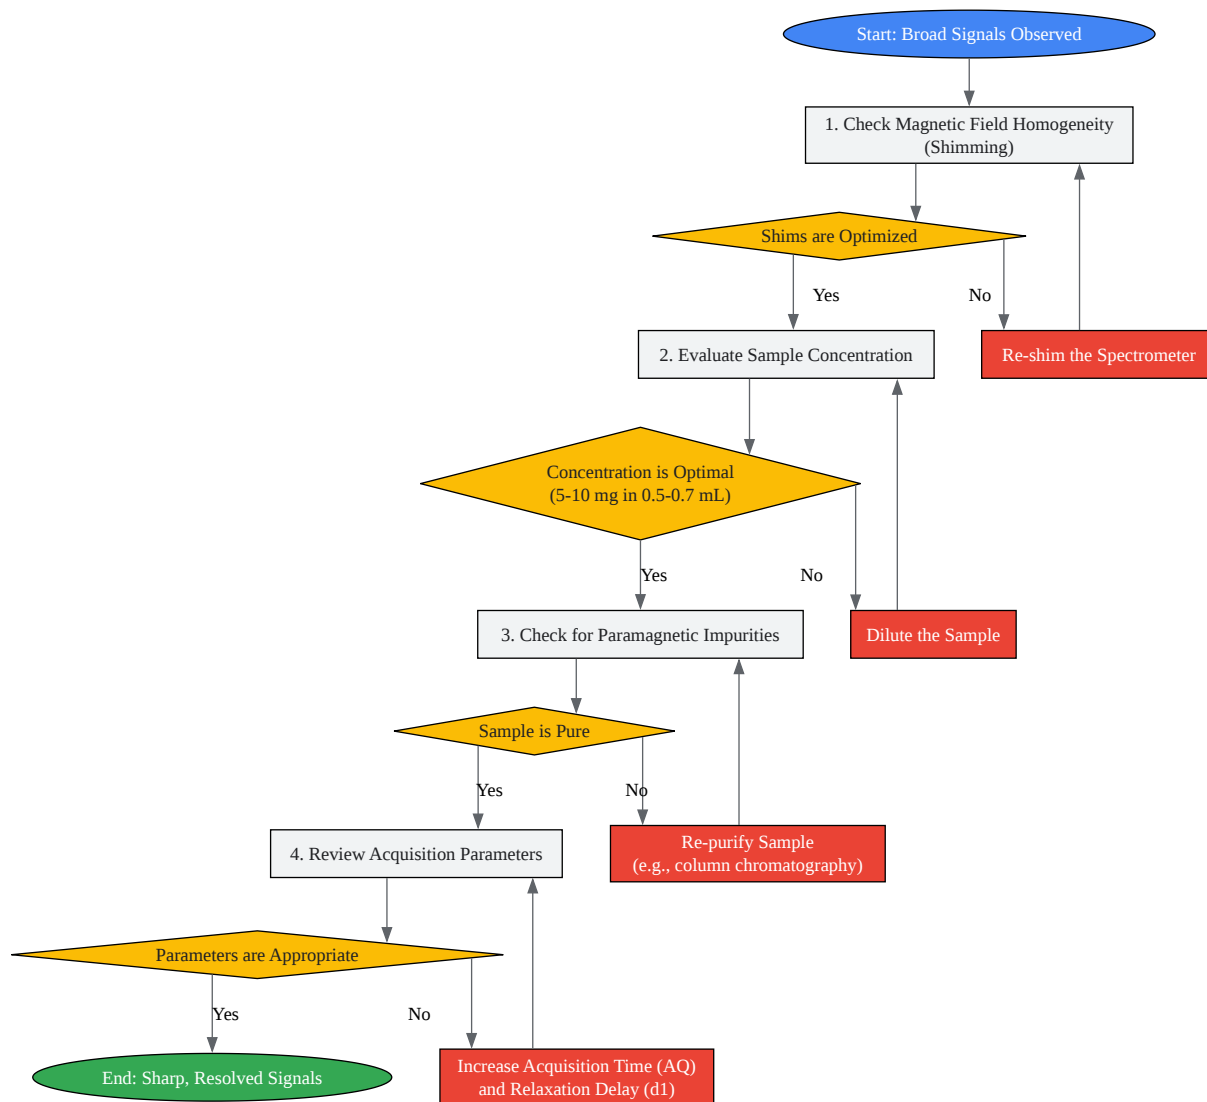 Start: Broad Signals Observed
1. Check Magnetic Field Homogeneity
(Shimming)
Shims are Optimized
Yes
No
2. Evaluate Sample Concentration
Re-shim the Spectrometer
Concentration is Optimal
(5-10 mg in 0.5-0.7 mL)
Yes
No
3. Check for Paramagnetic Impurities
Dilute the Sample
Sample is Pure
Yes
No
4. Review Acquisition Parameters
Re-purify Sample
(e.g., column chromatography)
Parameters are Appropriate
Yes
No
End: Sharp, Resolved Signals
Increase Acquisition Time (AQ)
and Relaxation Delay (d1)